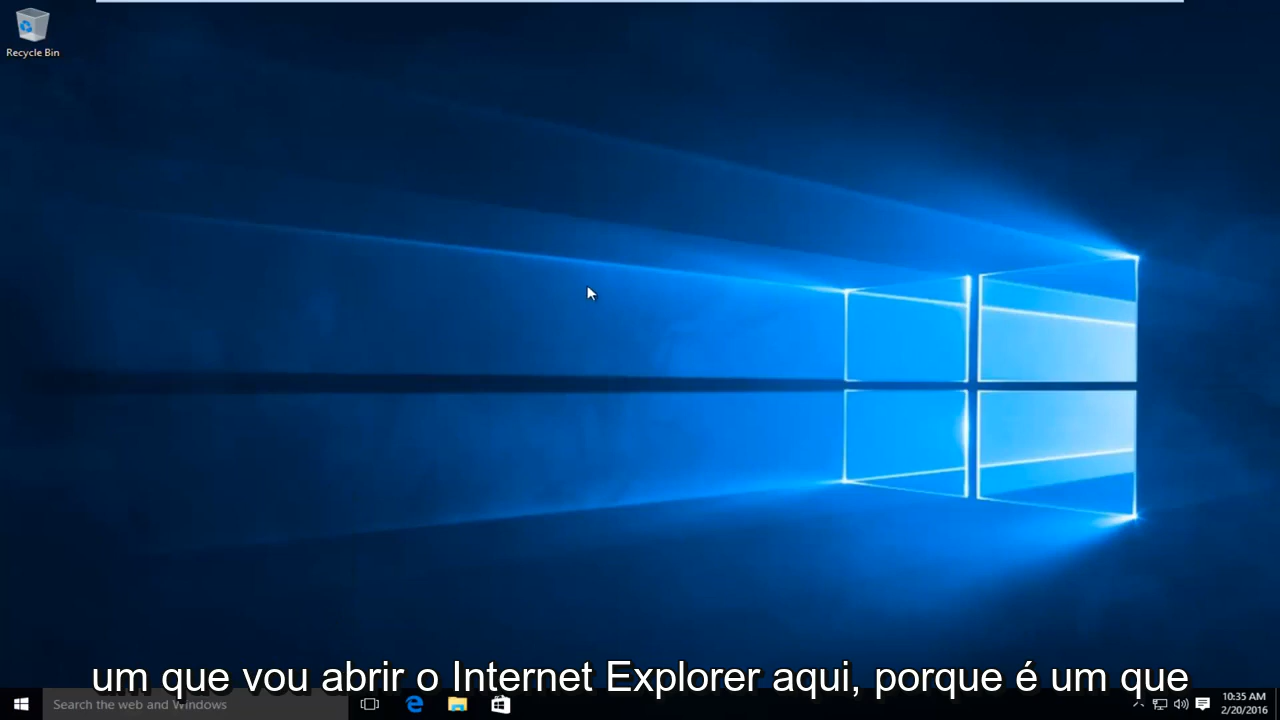 Recycle Bin
um que vou abrir o Internet Explorer aqui, porque é um que
Search the web and Windows
10:35 AM
2/20/2016